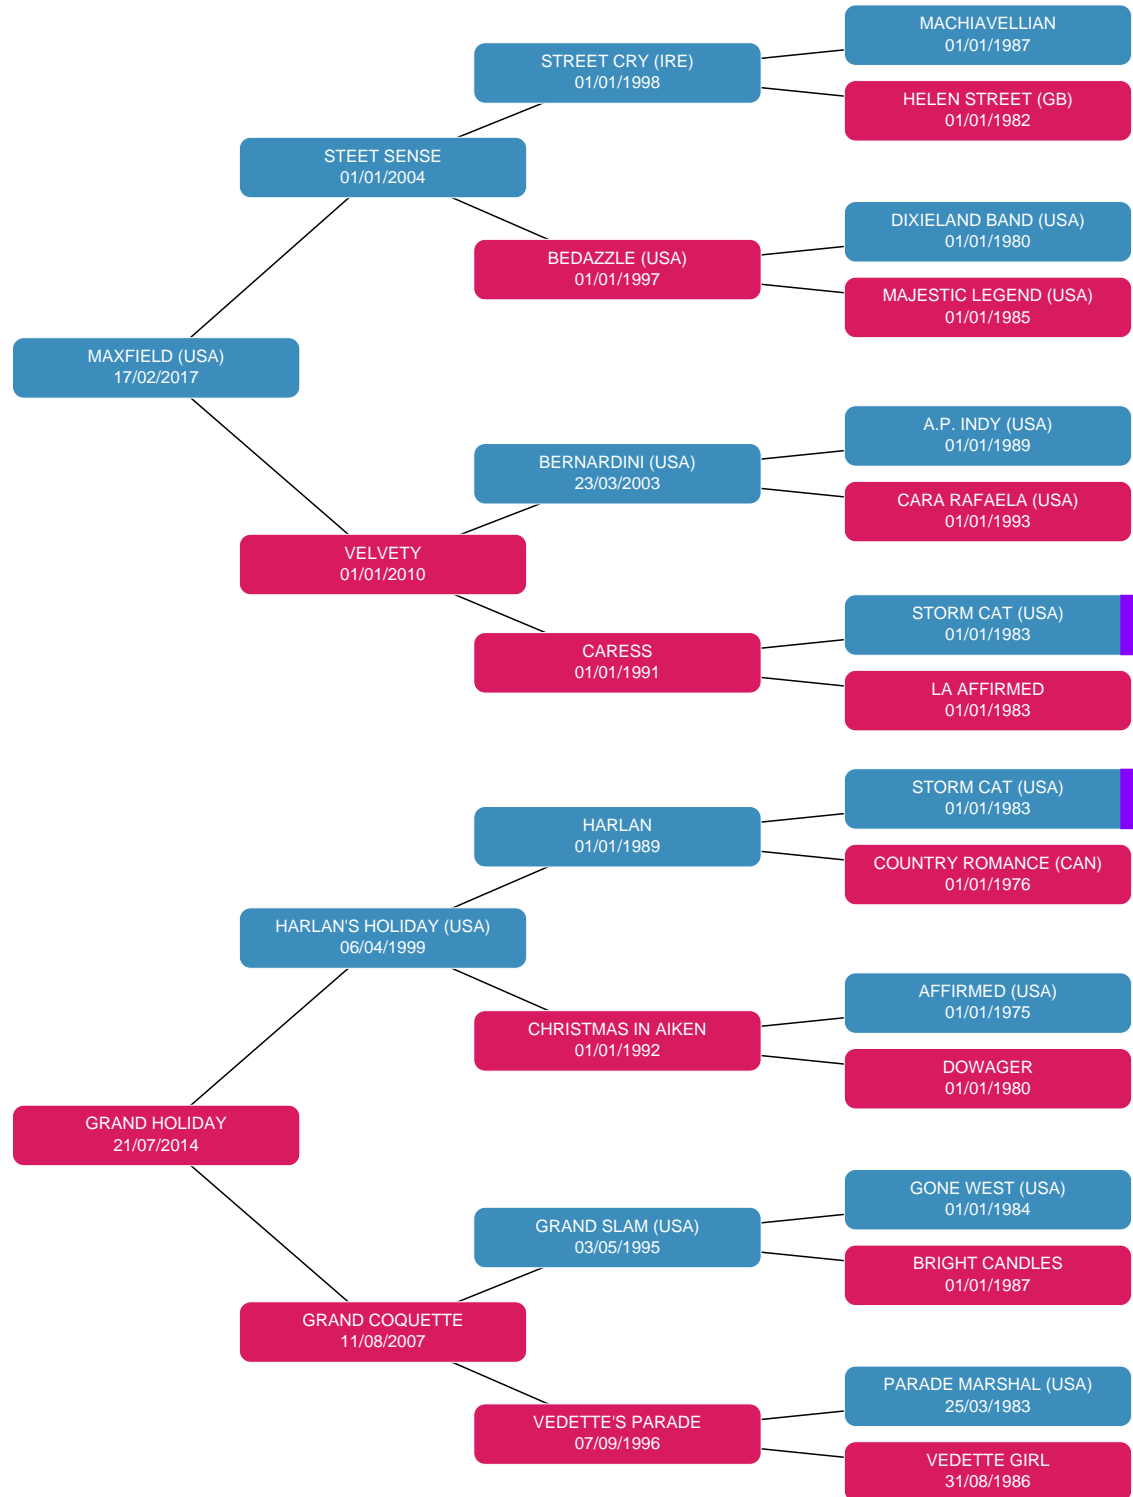 MACHIAVELLIAN
01/01/1987
STREET CRY (IRE)
01/01/1998
HELEN STREET (GB)
01/01/1982
STEET SENSE
01/01/2004
DIXIELAND BAND (USA)
01/01/1980
BEDAZZLE (USA)
01/01/1997
MAJESTIC LEGEND (USA)
01/01/1985
MAXFIELD (USA)
17/02/2017
A.P. INDY (USA)
01/01/1989
BERNARDINI (USA)
23/03/2003
CARA RAFAELA (USA)
01/01/1993
VELVETY
01/01/2010
STORM CAT (USA)
01/01/1983
CARESS
01/01/1991
LA AFFIRMED
01/01/1983
STORM CAT (USA)
01/01/1983
HARLAN
01/01/1989
COUNTRY ROMANCE (CAN)
01/01/1976
HARLAN'S HOLIDAY (USA)
06/04/1999
AFFIRMED (USA)
01/01/1975
CHRISTMAS IN AIKEN
01/01/1992
DOWAGER
01/01/1980
GRAND HOLIDAY
21/07/2014
GONE WEST (USA)
01/01/1984
GRAND SLAM (USA)
03/05/1995
BRIGHT CANDLES
01/01/1987
GRAND COQUETTE
11/08/2007
PARADE MARSHAL (USA)
25/03/1983
VEDETTE'S PARADE
07/09/1996
VEDETTE GIRL
31/08/1986